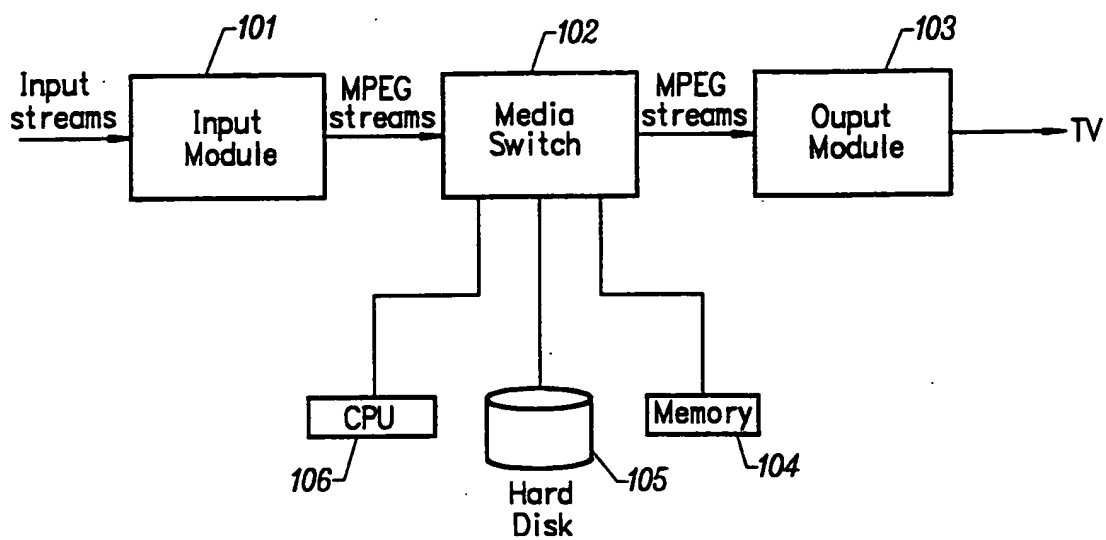 101
102
103
Input
streams
Input
Module
MPEG
streams
Media
Switch
MPEG
streams
Ouput
Module
TV
CPU
106
Hard
Disk
105
Memory
104